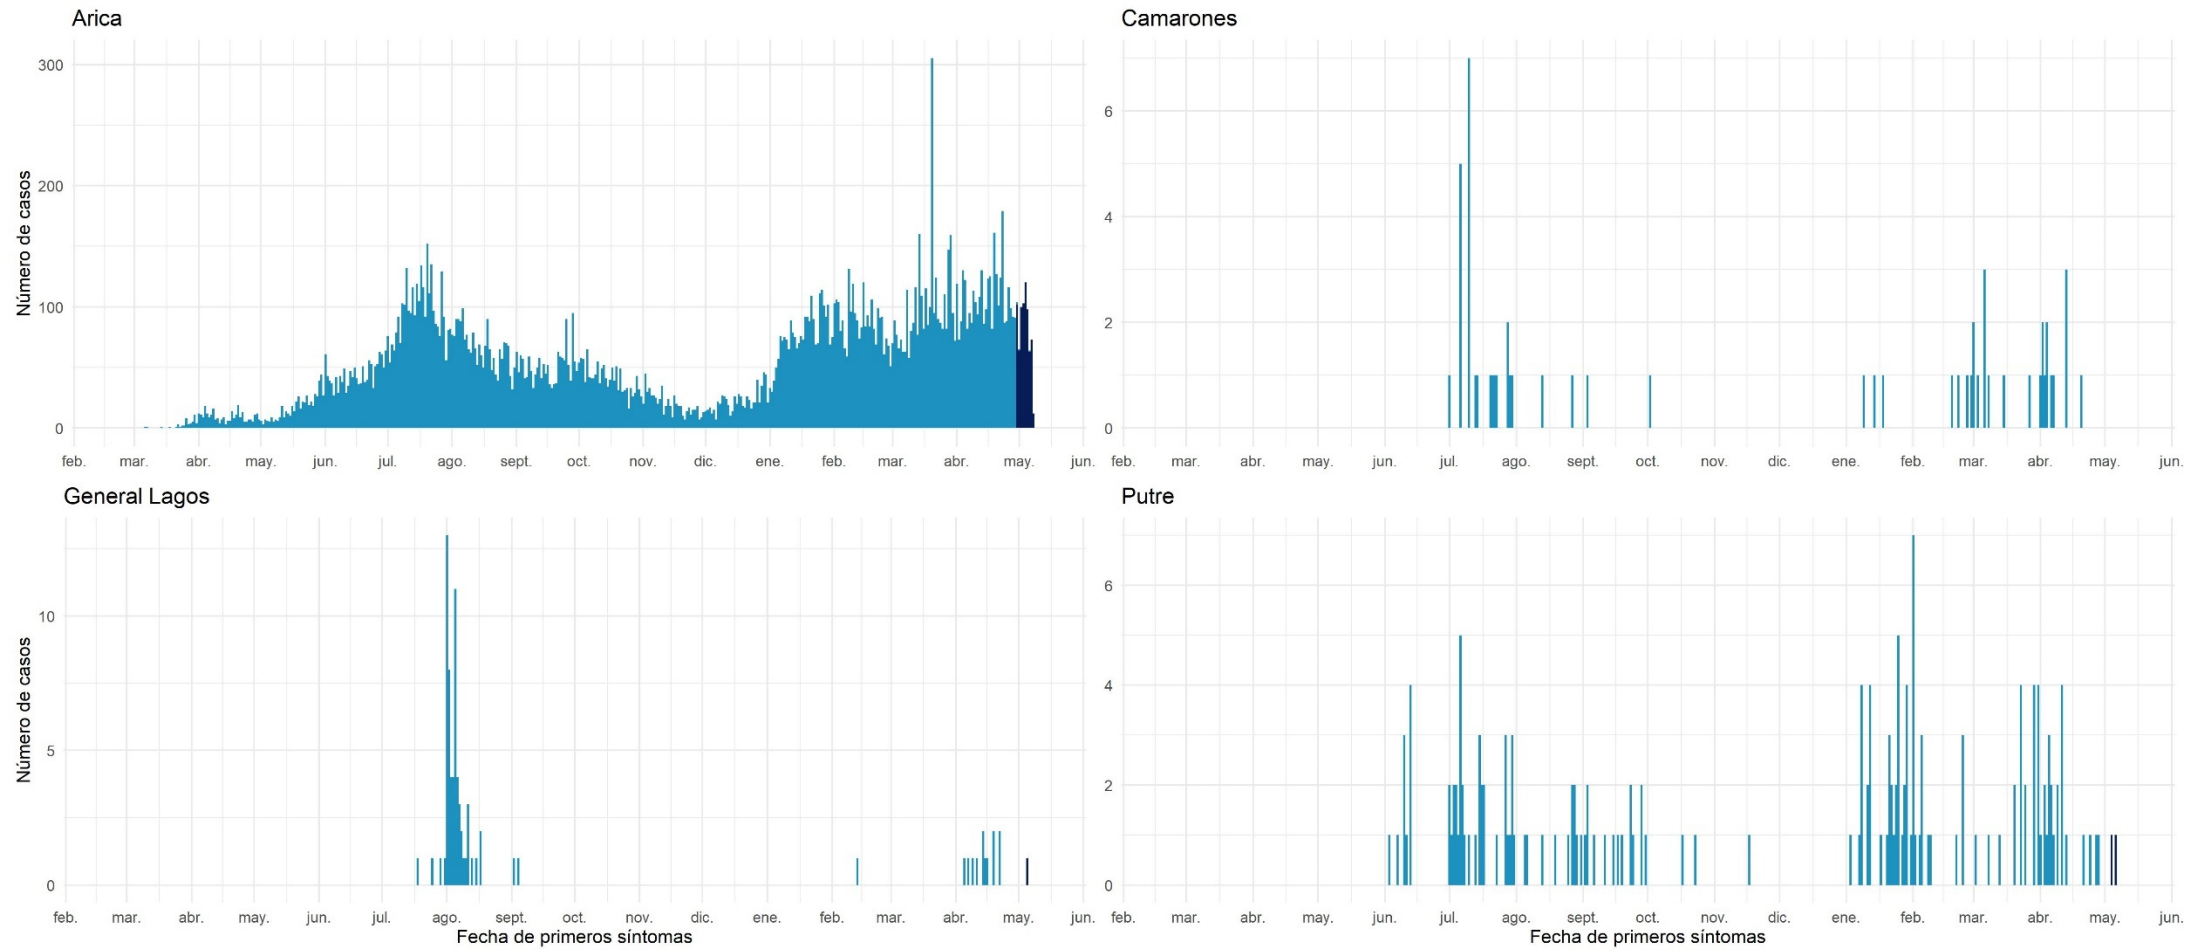 Arica
Número de casos
300
200
100
0
feb. mar. abr. may. jun. jul. ago. sept. oct. nov. dic. ene. feb. mar. abr. may. jun.
Camarones
6
4
2
0
feb. mar. abr. may. jun. jul. ago. sept. oct. nov. dic. ene. feb. mar. abr. may. jun.
General Lagos
Número de casos
10
5
0
feb. mar. abr. may. jun. jul. ago. sept. oct. nov. dic. ene. feb. mar. abr. may. jun.
Fecha de primeros síntomas
Putre
6
4
2
0
feb. mar. abr. may. jun. jul. ago. sept. oct. nov. dic. ene. feb. mar. abr. may. jun.
Fecha de primeros síntomas